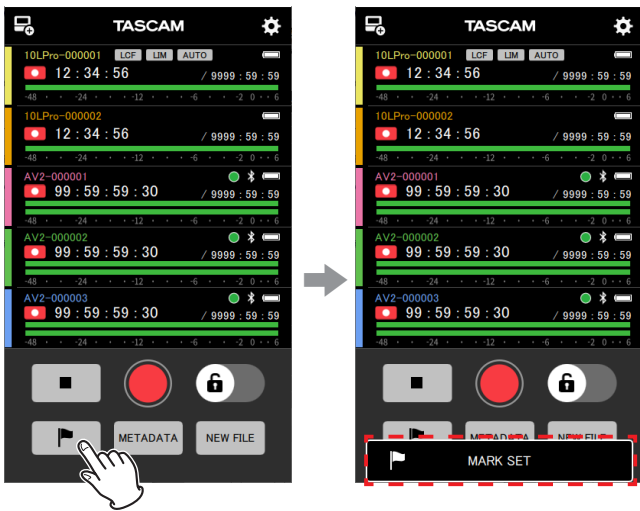 TASCAM
10LPro-000001 LCF LIM AUTO
12 : 34 : 56 / 9999 : 59 : 59
-48 · · -24 · · · -12 · · · -6 · · · -2 0 · · 6
10LPro-000002
12 : 34 : 56 / 9999 : 59 : 59
-48 · · -24 · · · -12 · · · -6 · · · -2 0 · · 6
AV2-000001
99 : 59 : 59 : 30 / 9999 : 59 : 59
-48 · · -24 · · · -12 · · · -6 · · · -2 0 · · 6
AV2-000002
99 : 59 : 59 : 30 / 9999 : 59 : 59
-48 · · -24 · · · -12 · · · -6 · · · -2 0 · · 6
AV2-000003
99 : 59 : 59 : 30 / 9999 : 59 : 59
-48 · · -24 · · · -12 · · · -6 · · · -2 0 · · 6
METADATA NEW FILE
TASCAM
10LPro-000001 LCF LIM AUTO
12 : 34 : 56 / 9999 : 59 : 59
-48 · · -24 · · · -12 · · · -6 · · · -2 0 · · 6
10LPro-000002
12 : 34 : 56 / 9999 : 59 : 59
-48 · · -24 · · · -12 · · · -6 · · · -2 0 · · 6
AV2-000001
99 : 59 : 59 : 30 / 9999 : 59 : 59
-48 · · -24 · · · -12 · · · -6 · · · -2 0 · · 6
AV2-000002
99 : 59 : 59 : 30 / 9999 : 59 : 59
-48 · · -24 · · · -12 · · · -6 · · · -2 0 · · 6
AV2-000003
99 : 59 : 59 : 30 / 9999 : 59 : 59
-48 · · -24 · · · -12 · · · -6 · · · -2 0 · · 6
METADATA NEW FILE
MARK SET